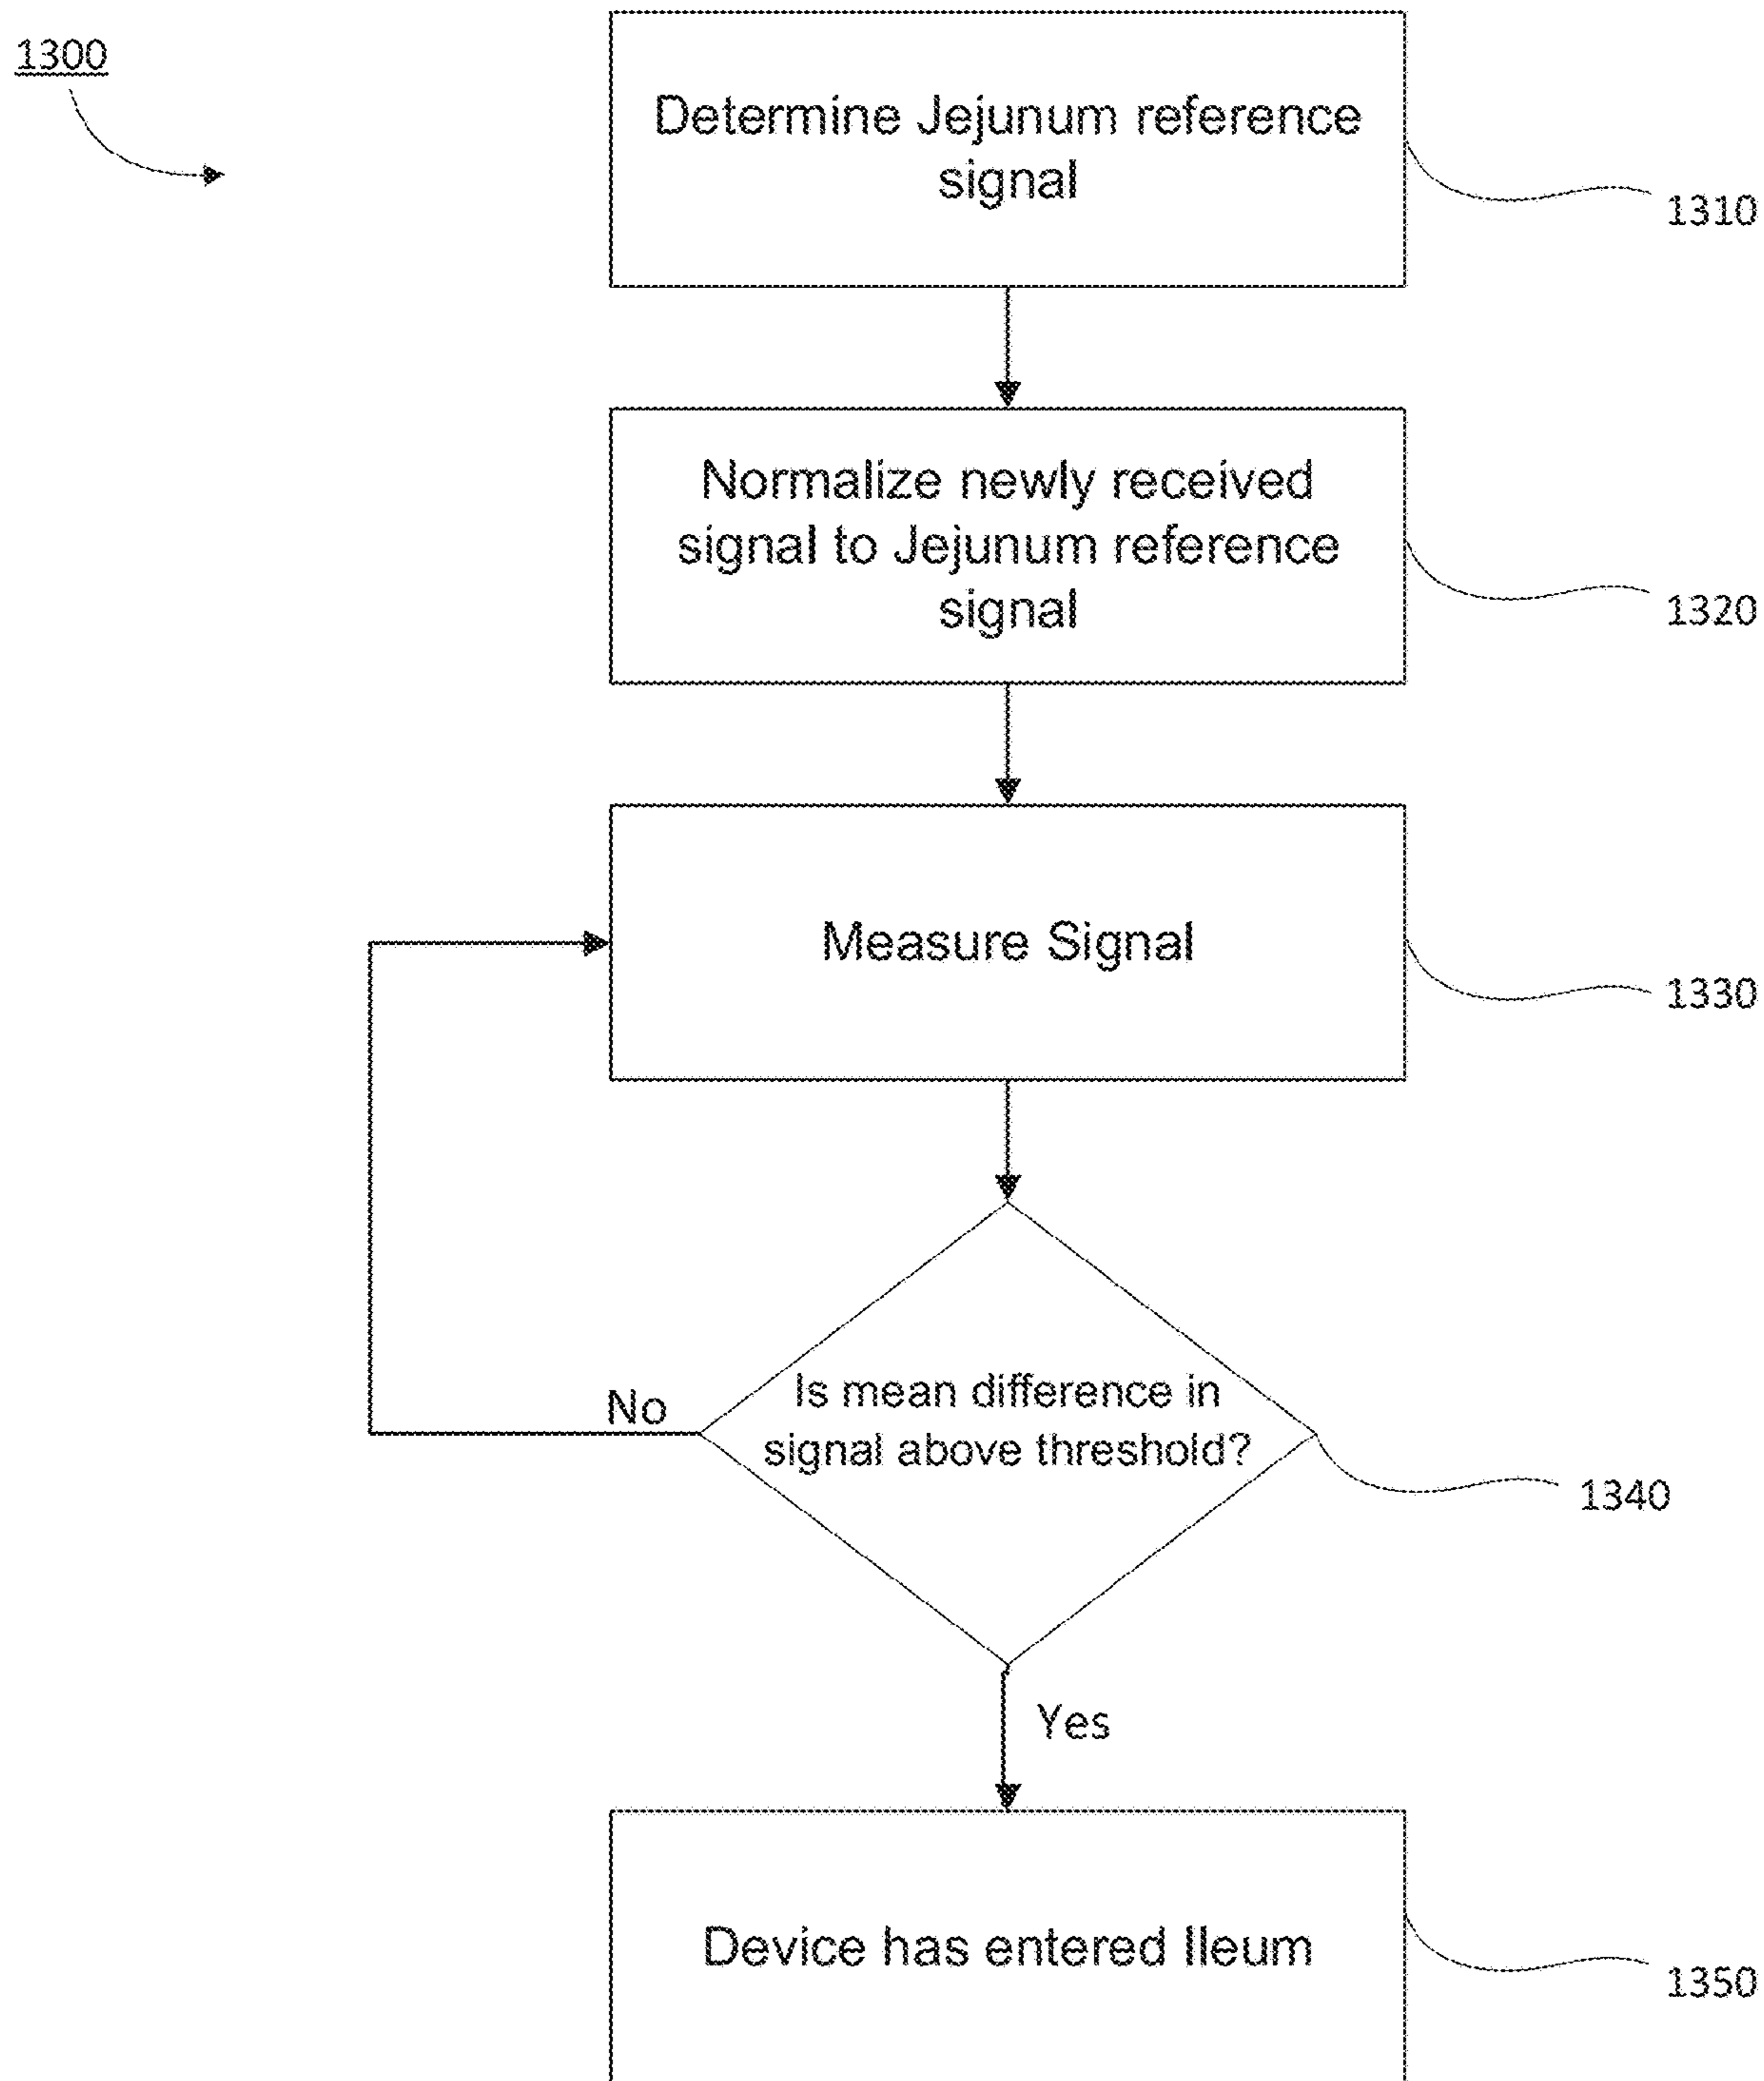 1300
Determine Jejunum reference
signal
1310
Normalize newly received
signal to Jejunum reference
signal
1320
Measure Signal
1330
Is mean difference in
signal above threshold?
No
1340
Yes
Device has entered Ileum
1350